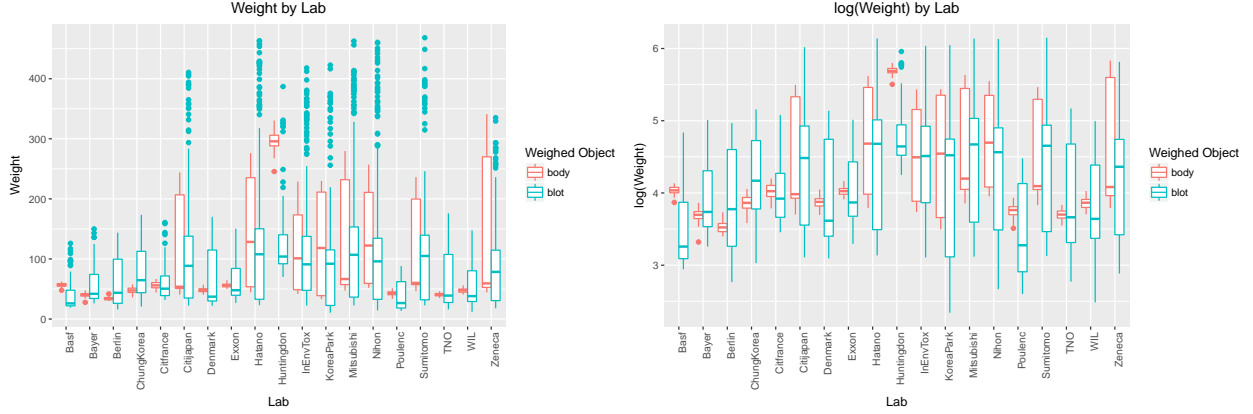 Weight by Lab
Weight
400
300
200
100
0
Basf
Bayer
Berlin
ChungKorea
Citfrance
Citijapan
Denmark
Exxon
Hatano
Huntingdon
InEnvTox
KoreaPark
Mitsubishi
Nihon
Poulenc
Sumitomo
TNO
WIL
Zeneca
Lab
Weighed Object
body
blot
log(Weight) by Lab
log(Weight)
6
5
4
3
Basf
Bayer
Berlin
ChungKorea
Citfrance
Citijapan
Denmark
Exxon
Hatano
Huntingdon
InEnvTox
KoreaPark
Mitsubishi
Nihon
Poulenc
Sumitomo
TNO
WIL
Zeneca
Lab
Weighed Object
body
blot